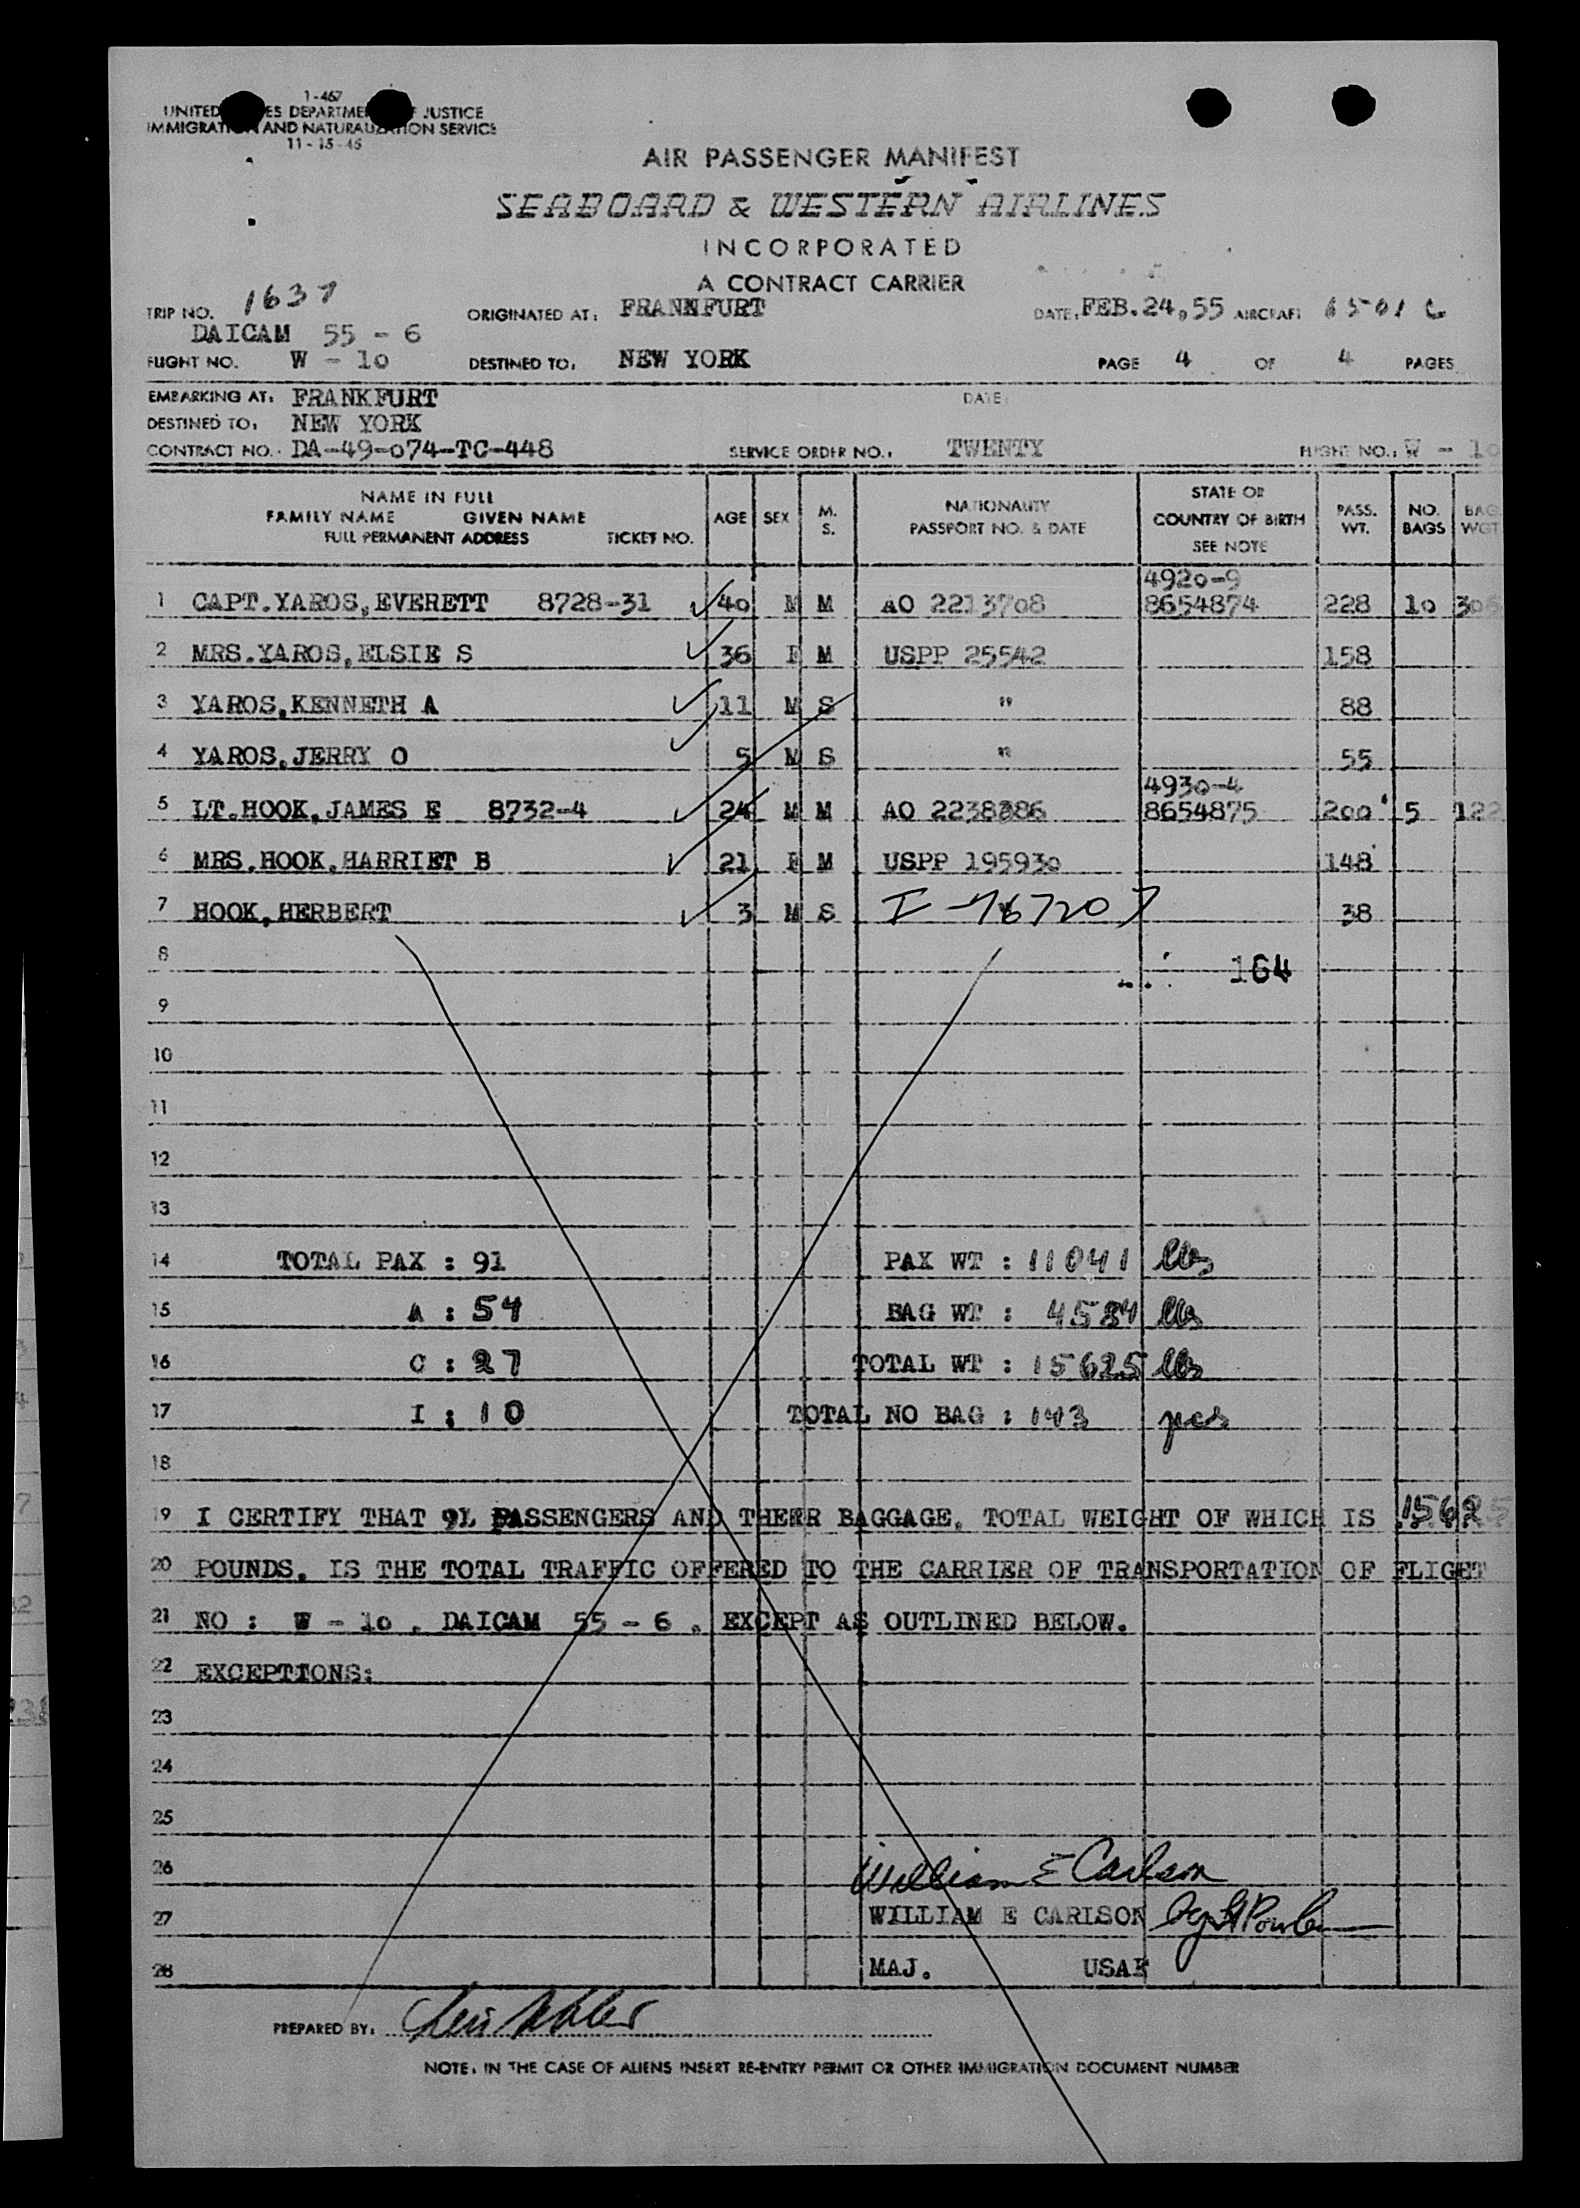 1-467
UNITED STATES DEPARTMENT OF JUSTICE
IMMIGRATION AND NATURALIZATION SERVICE
11-15-45
AIR PASSENGER MANIFEST
SEABOARD & WESTERN AIRLINES
INCORPORATED
A CONTRACT CARRIER
TRIP NO. 1637 ORIGINATED AT: FRANKFURT DATE: FEB.24,55 AIRCRAFT 6501 C
DAICAM 55 - 6
FLIGHT NO. W - 10 DESTINED TO: NEW YORK PAGE 4 OF 4 PAGES
EMBARKING AT: FRANKFURT DATE:
DESTINED TO: NEW YORK
CONTRACT NO. DA-49-074-TC-448 SERVICE ORDER NO.: TWENTY FLIGHT NO.: W - 10
NAME IN FULL
FAMILY NAME GIVEN NAME
FULL PERMANENT ADDRESS TICKET NO. AGE SEX M. S. NATIONALITY PASSPORT NO. & DATE STATE OR COUNTRY OF BIRTH SEE NOTE PASS. WT. NO. BAGS BAG WGT
4920-9
1 CAPT.YAROS,EVERETT 8728-31 40 M M AO 2213708 8654874 228 10 306
2 MRS.YAROS,ELSIE S 36 F M USPP 25542 158
3 YAROS,KENNETH A 11 M S " 88
4 YAROS,JERRY O 5 M S " 55
4930-4
5 LT.HOOK,JAMES E 8732-4 24 M M AO 2238386 8654875 200 5 122
6 MRS.HOOK,HARRIET B 21 F M USPP 195930 148
7 HOOK,HERBERT 3 M S I-767207 38
8 164
9
10
11
12
13
14 TOTAL PAX : 91 PAX WT : 11041 lbs
15 A : 54 BAG WT : 4584 lbs
16 C : 27 TOTAL WT : 15625 lbs
17 I : 10 TOTAL NO BAG : 143 pcs
18
19 I CERTIFY THAT 91 PASSENGERS AND THEIR BAGGAGE, TOTAL WEIGHT OF WHICH IS 15625
20 POUNDS, IS THE TOTAL TRAFFIC OFFERED TO THE CARRIER OF TRANSPORTATION OF FLIGHT
21 NO : W - 10 , DAICAM 55 - 6 , EXCEPT AS OUTLINED BELOW.
22 EXCEPTIONS:
23
24
25
26 William E Carlson
27 WILLIAM E CARLSON
28 MAJ. USAF
PREPARED BY:
NOTE: IN THE CASE OF ALIENS INSERT RE-ENTRY PERMIT OR OTHER IMMIGRATION DOCUMENT NUMBER